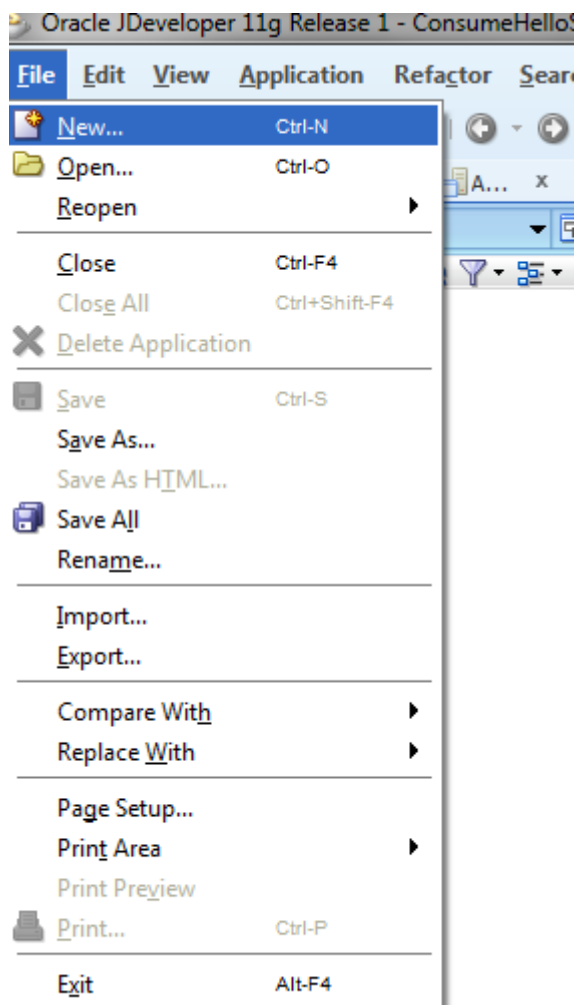 Oracle JDeveloper 11g Release 1 - ConsumeHello
File Edit View Application Refactor Sear
New... Ctrl-N
Open... Ctrl-O
A... x
Reopen
Close Ctrl-F4
Close All Ctrl+Shift-F4
Delete Application
Save Ctrl-S
Save As...
Save As HTML...
Save All
Rename...
Import...
Export...
Compare With
Replace With
Page Setup...
Print Area
Print Preview
Print... Ctrl-P
Exit Alt-F4